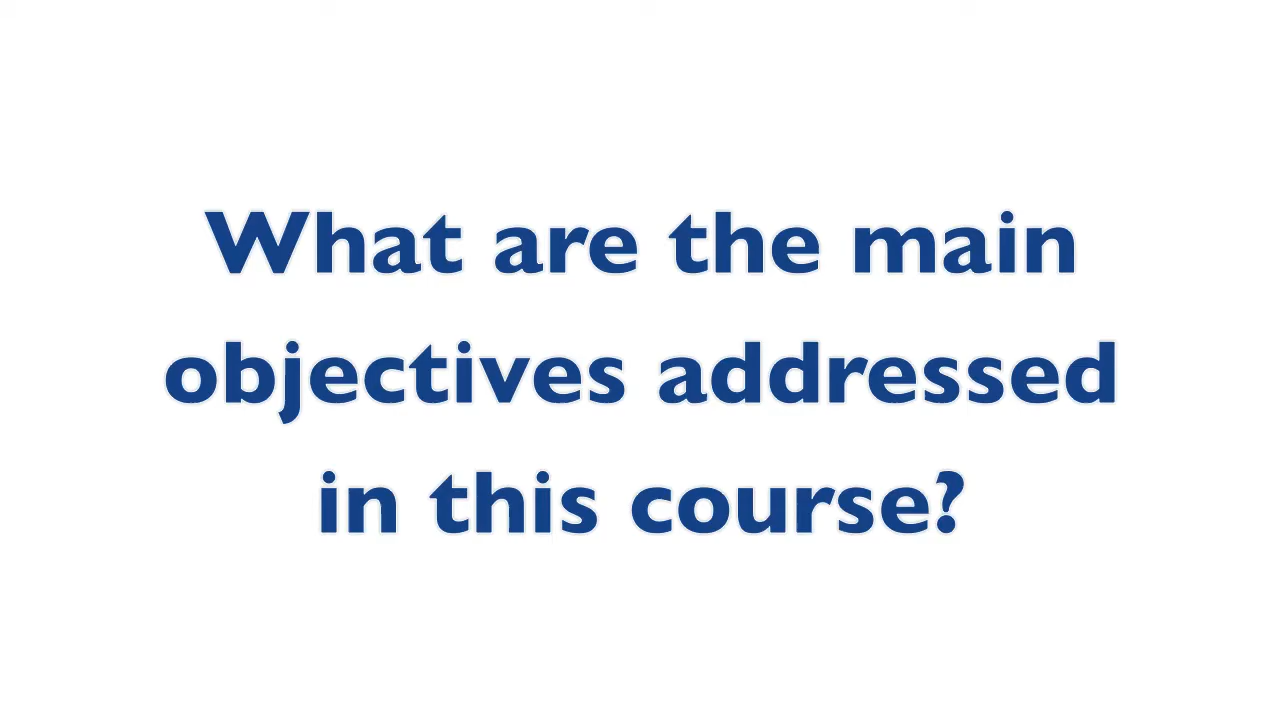 What are the main
objectives addressed
in this course?